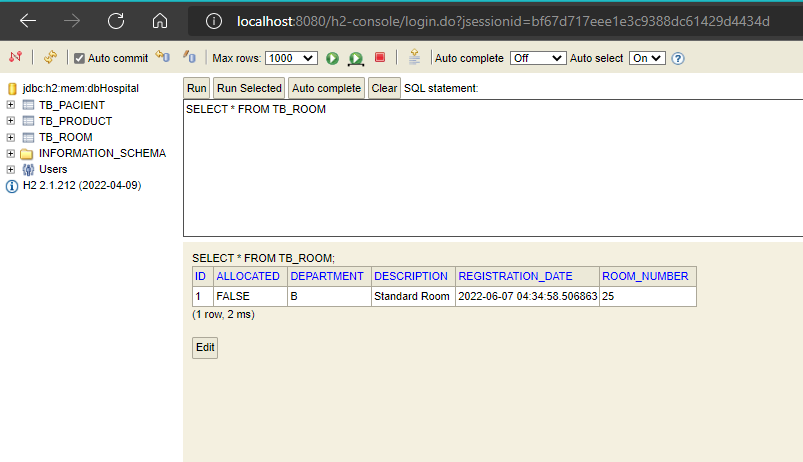 localhost:8080/h2-console/login.do?jsessionid=bf67d717eee1e3c9388dc61429d4434d
Auto commit Max rows: 1000 Auto complete Off Auto select On ?
jdbc:h2:mem:dbHospital
TB_PACIENT
TB_PRODUCT
TB_ROOM
INFORMATION_SCHEMA
Users
H2 2.1.212 (2022-04-09)
Run Run Selected Auto complete Clear SQL statement:
SELECT * FROM TB_ROOM
SELECT * FROM TB_ROOM;
ID ALLOCATED DEPARTMENT DESCRIPTION REGISTRATION_DATE ROOM_NUMBER
1 FALSE B Standard Room 2022-06-07 04:34:58.506863 25
(1 row, 2 ms)
Edit